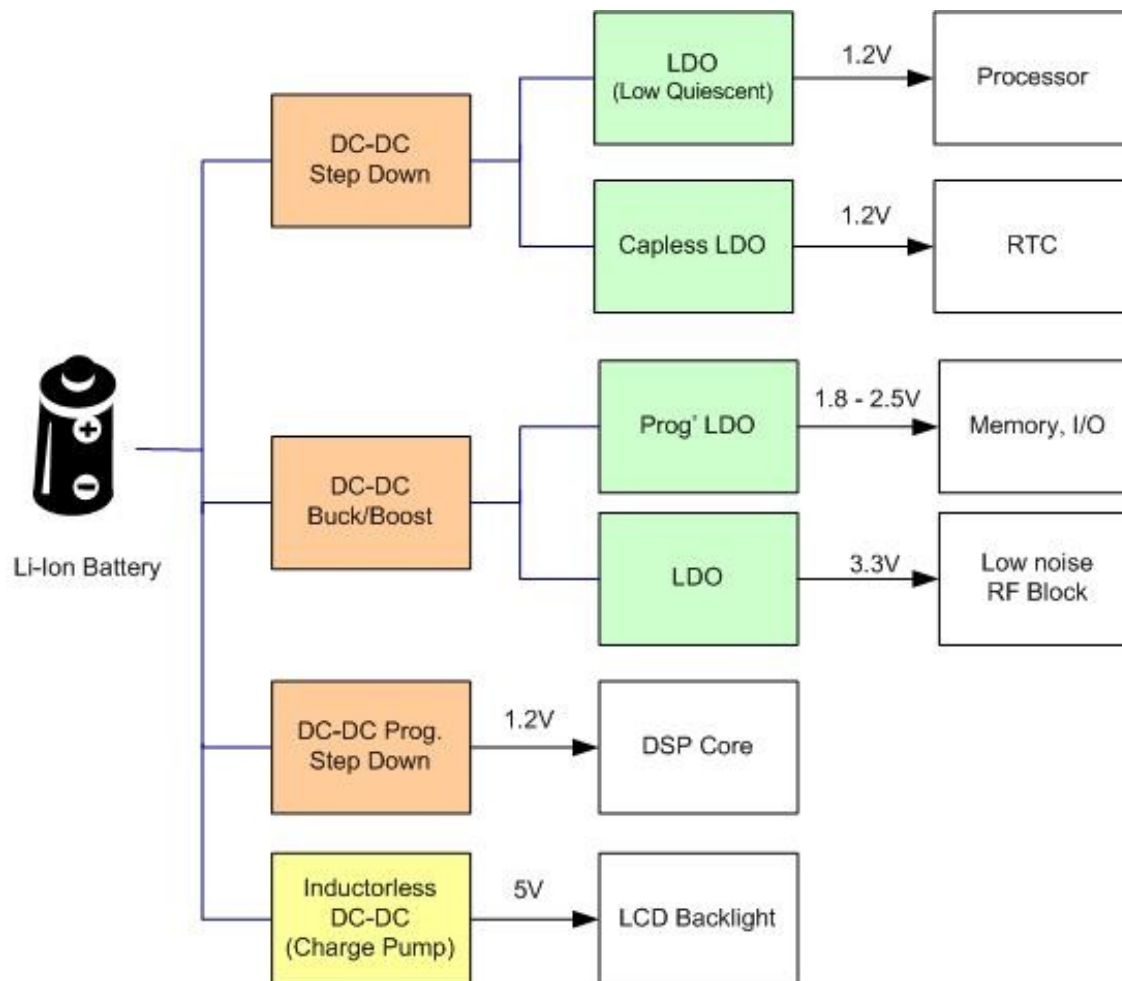 LDO
(Low Quiescent)
1.2V
Processor
DC-DC
Step Down
Capless LDO
1.2V
RTC
Prog' LDO
1.8 - 2.5V
Memory, I/O
DC-DC
Buck/Boost
Li-Ion Battery
LDO
3.3V
Low noise
RF Block
DC-DC Prog.
Step Down
1.2V
DSP Core
Inductorless
DC-DC
(Charge Pump)
5V
LCD Backlight